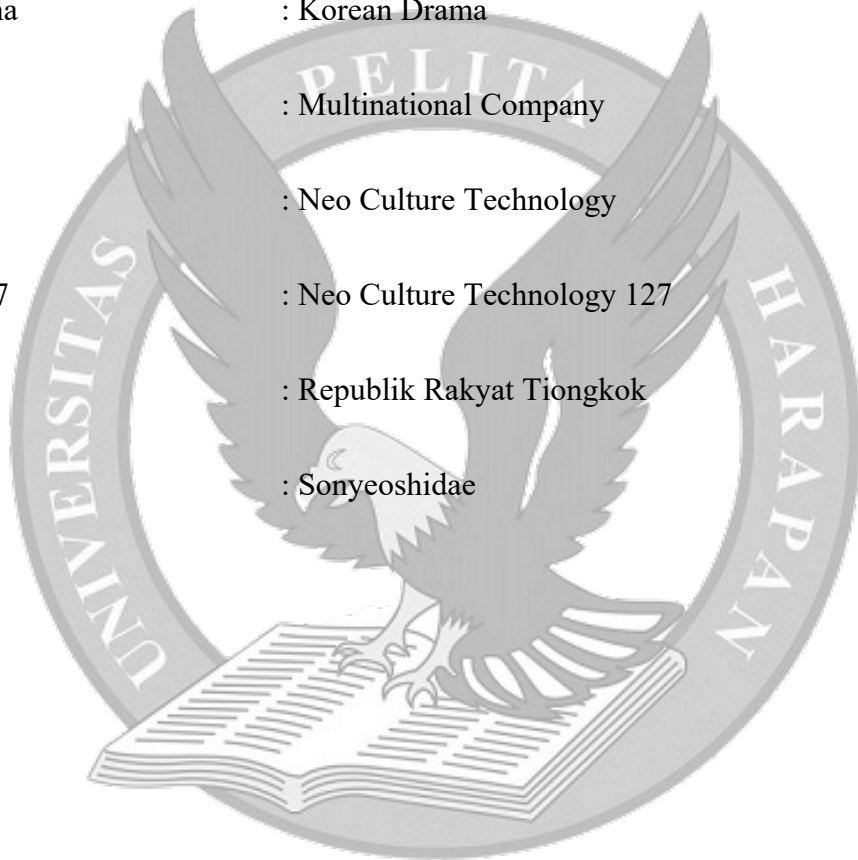 na : Korean Drama
: Multinational Company
: Neo Culture Technology
7 : Neo Culture Technology 127
: Republik Rakyat Tiongkok
: Sonyeoshidae
UNIVERSITAS PELITA HARAPAN